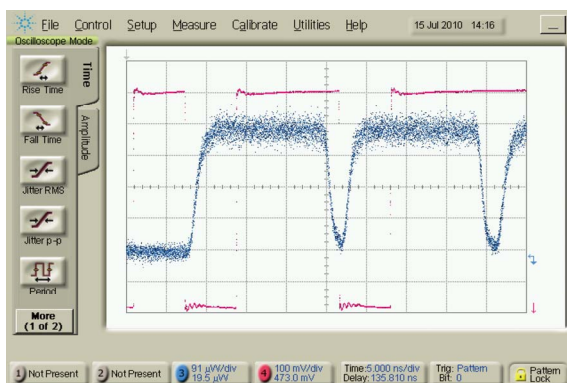 File Control Setup Measure Calibrate Utilities Help 15 Jul 2010 14:16
Oscilloscope Mode
Time
Amplitude
Rise Time
Fall Time
Jitter RMS
Jitter p-p
Period
More
(1 of 2)
1 Not Present 2 Not Present 3 91 µW/div 4 100 mV/div Time:5.000 ns/div Trig: Pattern Pattern
19.5 µW 473.0 mV Delay:135.810 ns Bit: 0 Lock